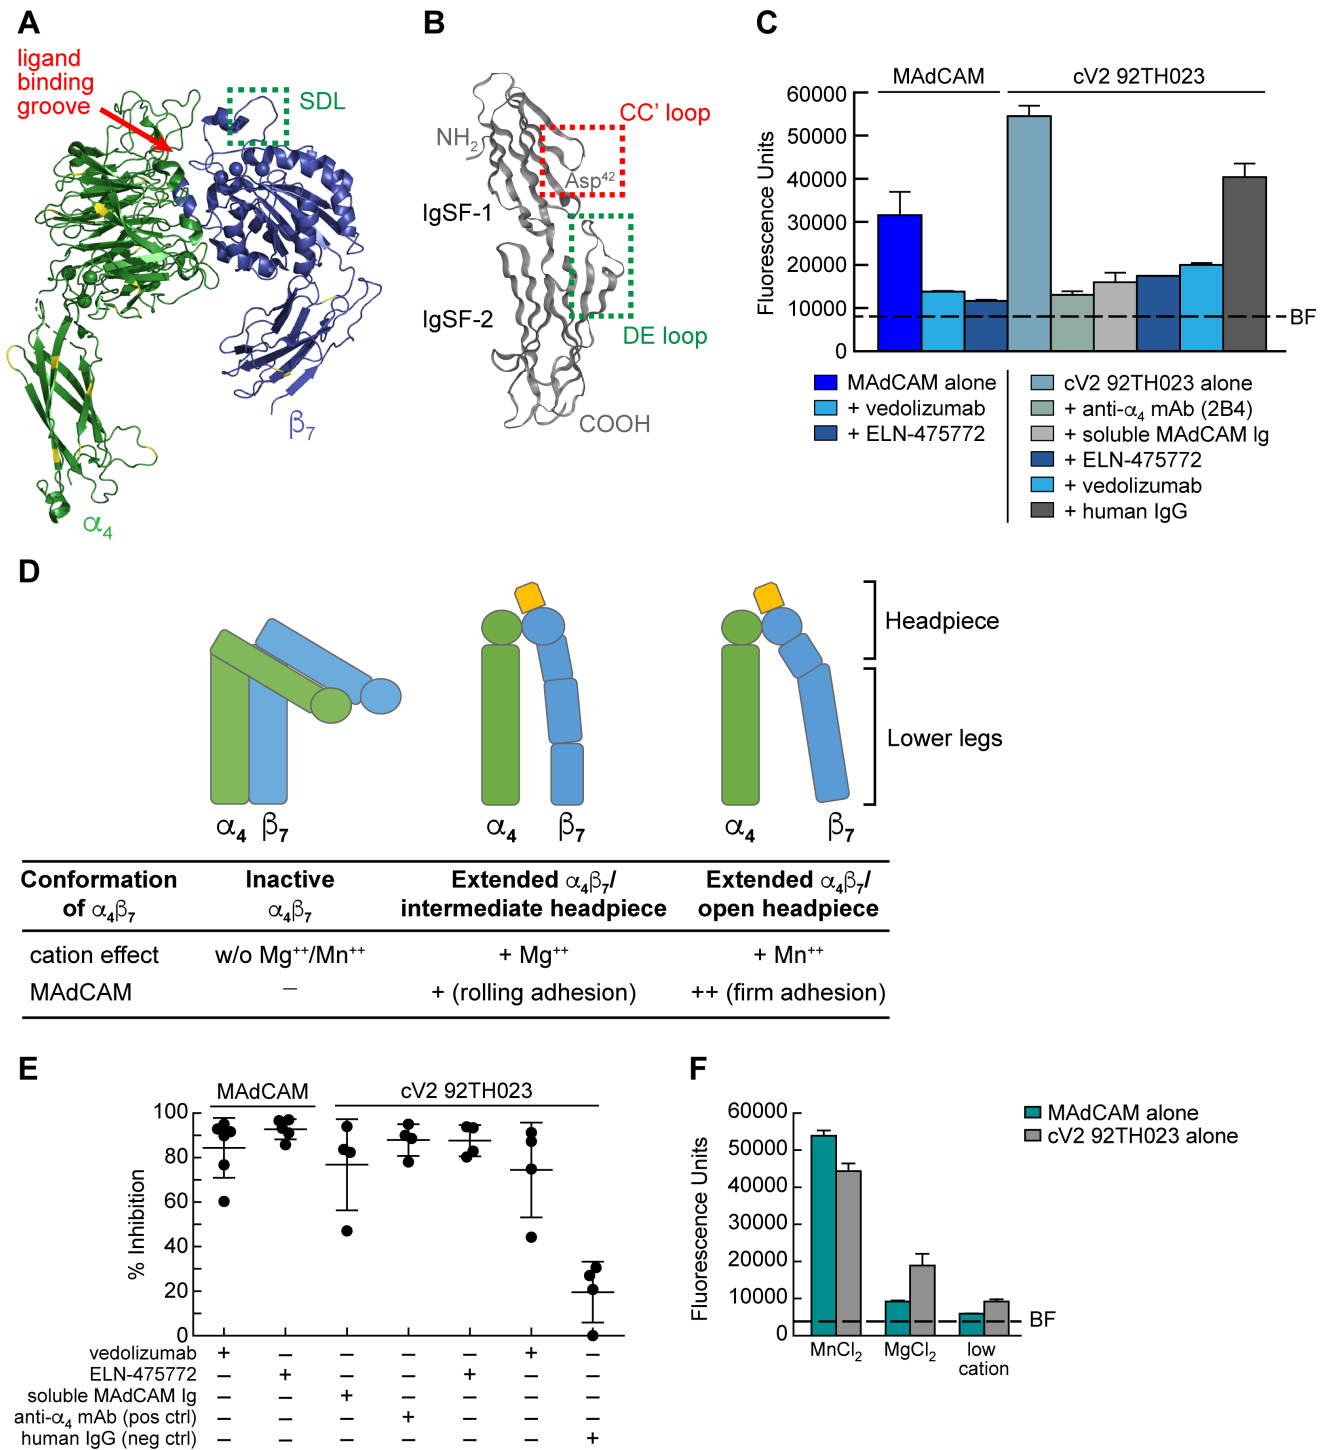 A
ligand
binding
groove
SDL
β7
α4
B
CC’ loop
NH2
Asp42
IgSF-1
IgSF-2
DE loop
COOH
C
MAdCAM
cV2 92TH023
Fluorescence Units
60000
50000
40000
30000
20000
10000
0
BF
MAdCAM alone
+ vedolizumab
+ ELN-475772
cV2 92TH023 alone
+ anti-α4 mAb (2B4)
+ soluble MAdCAM Ig
+ ELN-475772
+ vedolizumab
+ human IgG
D
Headpiece
Lower legs
α4 β7
α4 β7
α4 β7
Conformation of α4β7
Inactive α4β7
Extended α4β7/ intermediate headpiece
Extended α4β7/ open headpiece
cation effect w/o Mg++/Mn++ + Mg++ + Mn++
MAdCAM – + (rolling adhesion) ++ (firm adhesion)
E
MAdCAM
cV2 92TH023
% Inhibition
100
80
60
40
20
0
vedolizumab + – – – – + –
ELN-475772 – + – – + – –
soluble MAdCAM Ig – – + – – – –
anti-α4 mAb (pos ctrl) – – – + – – –
human IgG (neg ctrl) – – – – – – +
F
MAdCAM alone
cV2 92TH023 alone
Fluorescence Units
60000
50000
40000
30000
20000
10000
0
BF
MnCl2
MgCl2
low
cation